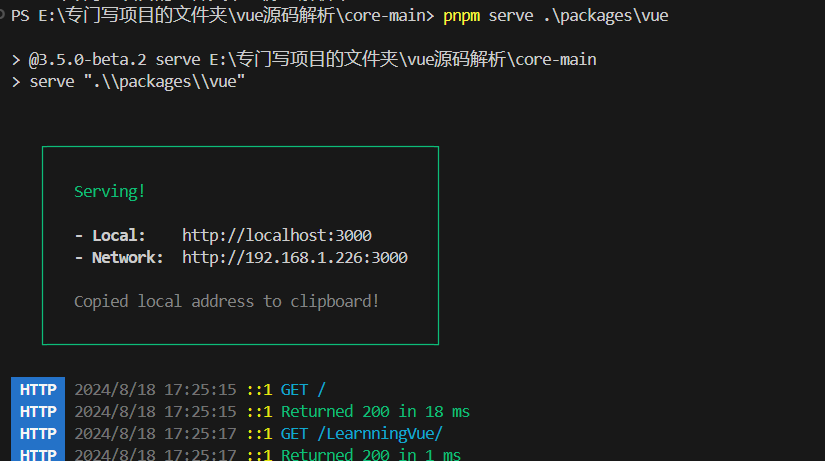 PS E:\专门写项目的文件夹\vue源码解析\core-main> pnpm serve .\packages\vue
> @3.5.0-beta.2 serve E:\专门写项目的文件夹\vue源码解析\core-main
> serve ".\\packages\\vue"
Serving!
- Local: http://localhost:3000
- Network: http://192.168.1.226:3000
Copied local address to clipboard!
HTTP 2024/8/18 17:25:15 ::1 GET /
HTTP 2024/8/18 17:25:15 ::1 Returned 200 in 18 ms
HTTP 2024/8/18 17:25:17 ::1 GET /LearnningVue/
HTTP 2024/8/18 17:25:17 ::1 Returned 200 in 1 ms